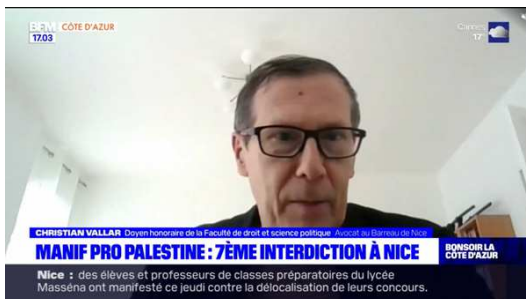 BFM CÔTE D'AZUR
17.03
Cannes
17°
CHRISTIAN VALLAR Doyen honoraire de la Faculté de droit et science politique Avocat au Barreau de Nice
MANIF PRO PALESTINE : 7ÈME INTERDICTION À NICE
BONSOIR LA
CÔTE D'AZUR
Nice : des élèves et professeurs de classes préparatoires du lycée
Masséna ont manifesté ce jeudi contre la délocalisation de leurs concours.